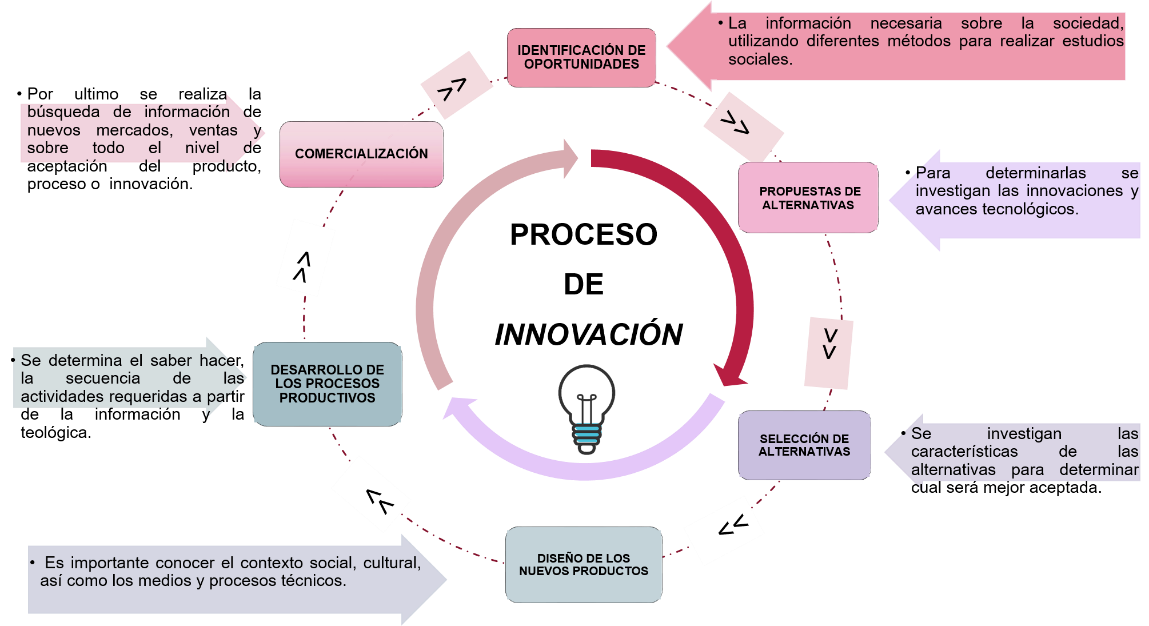 IDENTIFICACIÓN DE
OPORTUNIDADES
• La información necesaria sobre la sociedad,
utilizando diferentes métodos para realizar estudios
sociales.
PROPUESTAS DE
ALTERNATIVAS
• Para determinarlas se
investigan las innovaciones y
avances tecnológicos.
SELECCIÓN DE
ALTERNATIVAS
• Se investigan las
características de las
alternativas para determinar
cual será mejor aceptada.
DISEÑO DE LOS
NUEVOS PRODUCTOS
• Es importante conocer el contexto social, cultural,
así como los medios y procesos técnicos.
DESARROLLO DE
LOS PROCESOS
PRODUCTIVOS
• Se determina el saber hacer,
la secuencia de las
actividades requeridas a partir
de la información y la
teológica.
COMERCIALIZACIÓN
• Por ultimo se realiza la
búsqueda de información de
nuevos mercados, ventas y
sobre todo el nivel de
aceptación del producto,
proceso o innovación.
PROCESO
DE
INNOVACIÓN